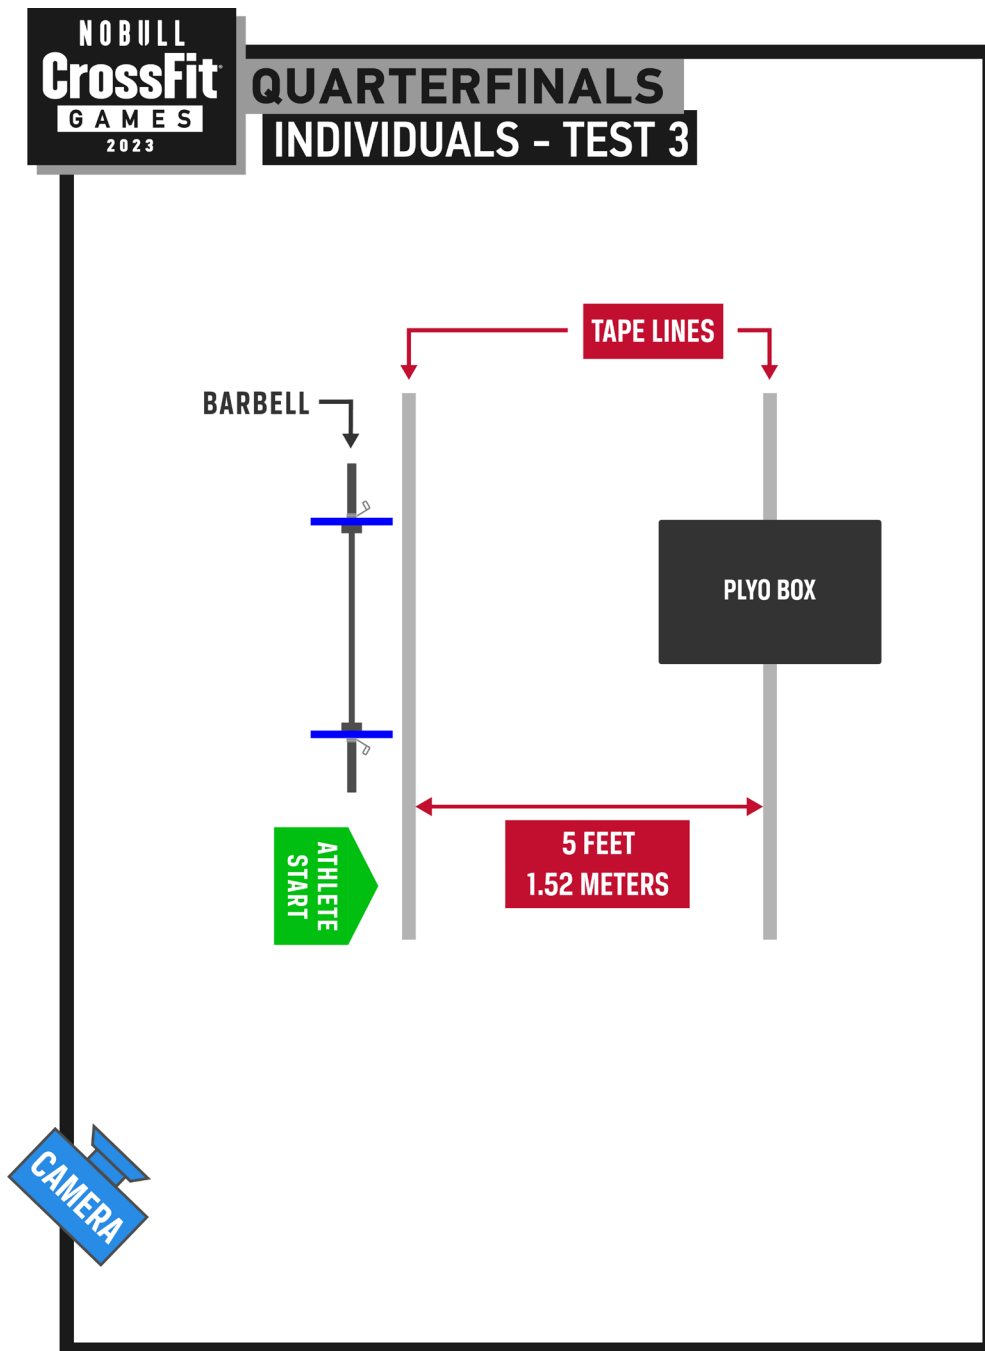 NOBULL
CrossFit
GAMES
2023
QUARTERFINALS
INDIVIDUALS - TEST 3
TAPE LINES
BARBELL
PLYO BOX
5 FEET
1.52 METERS
ATHLETE
START
CAMERA